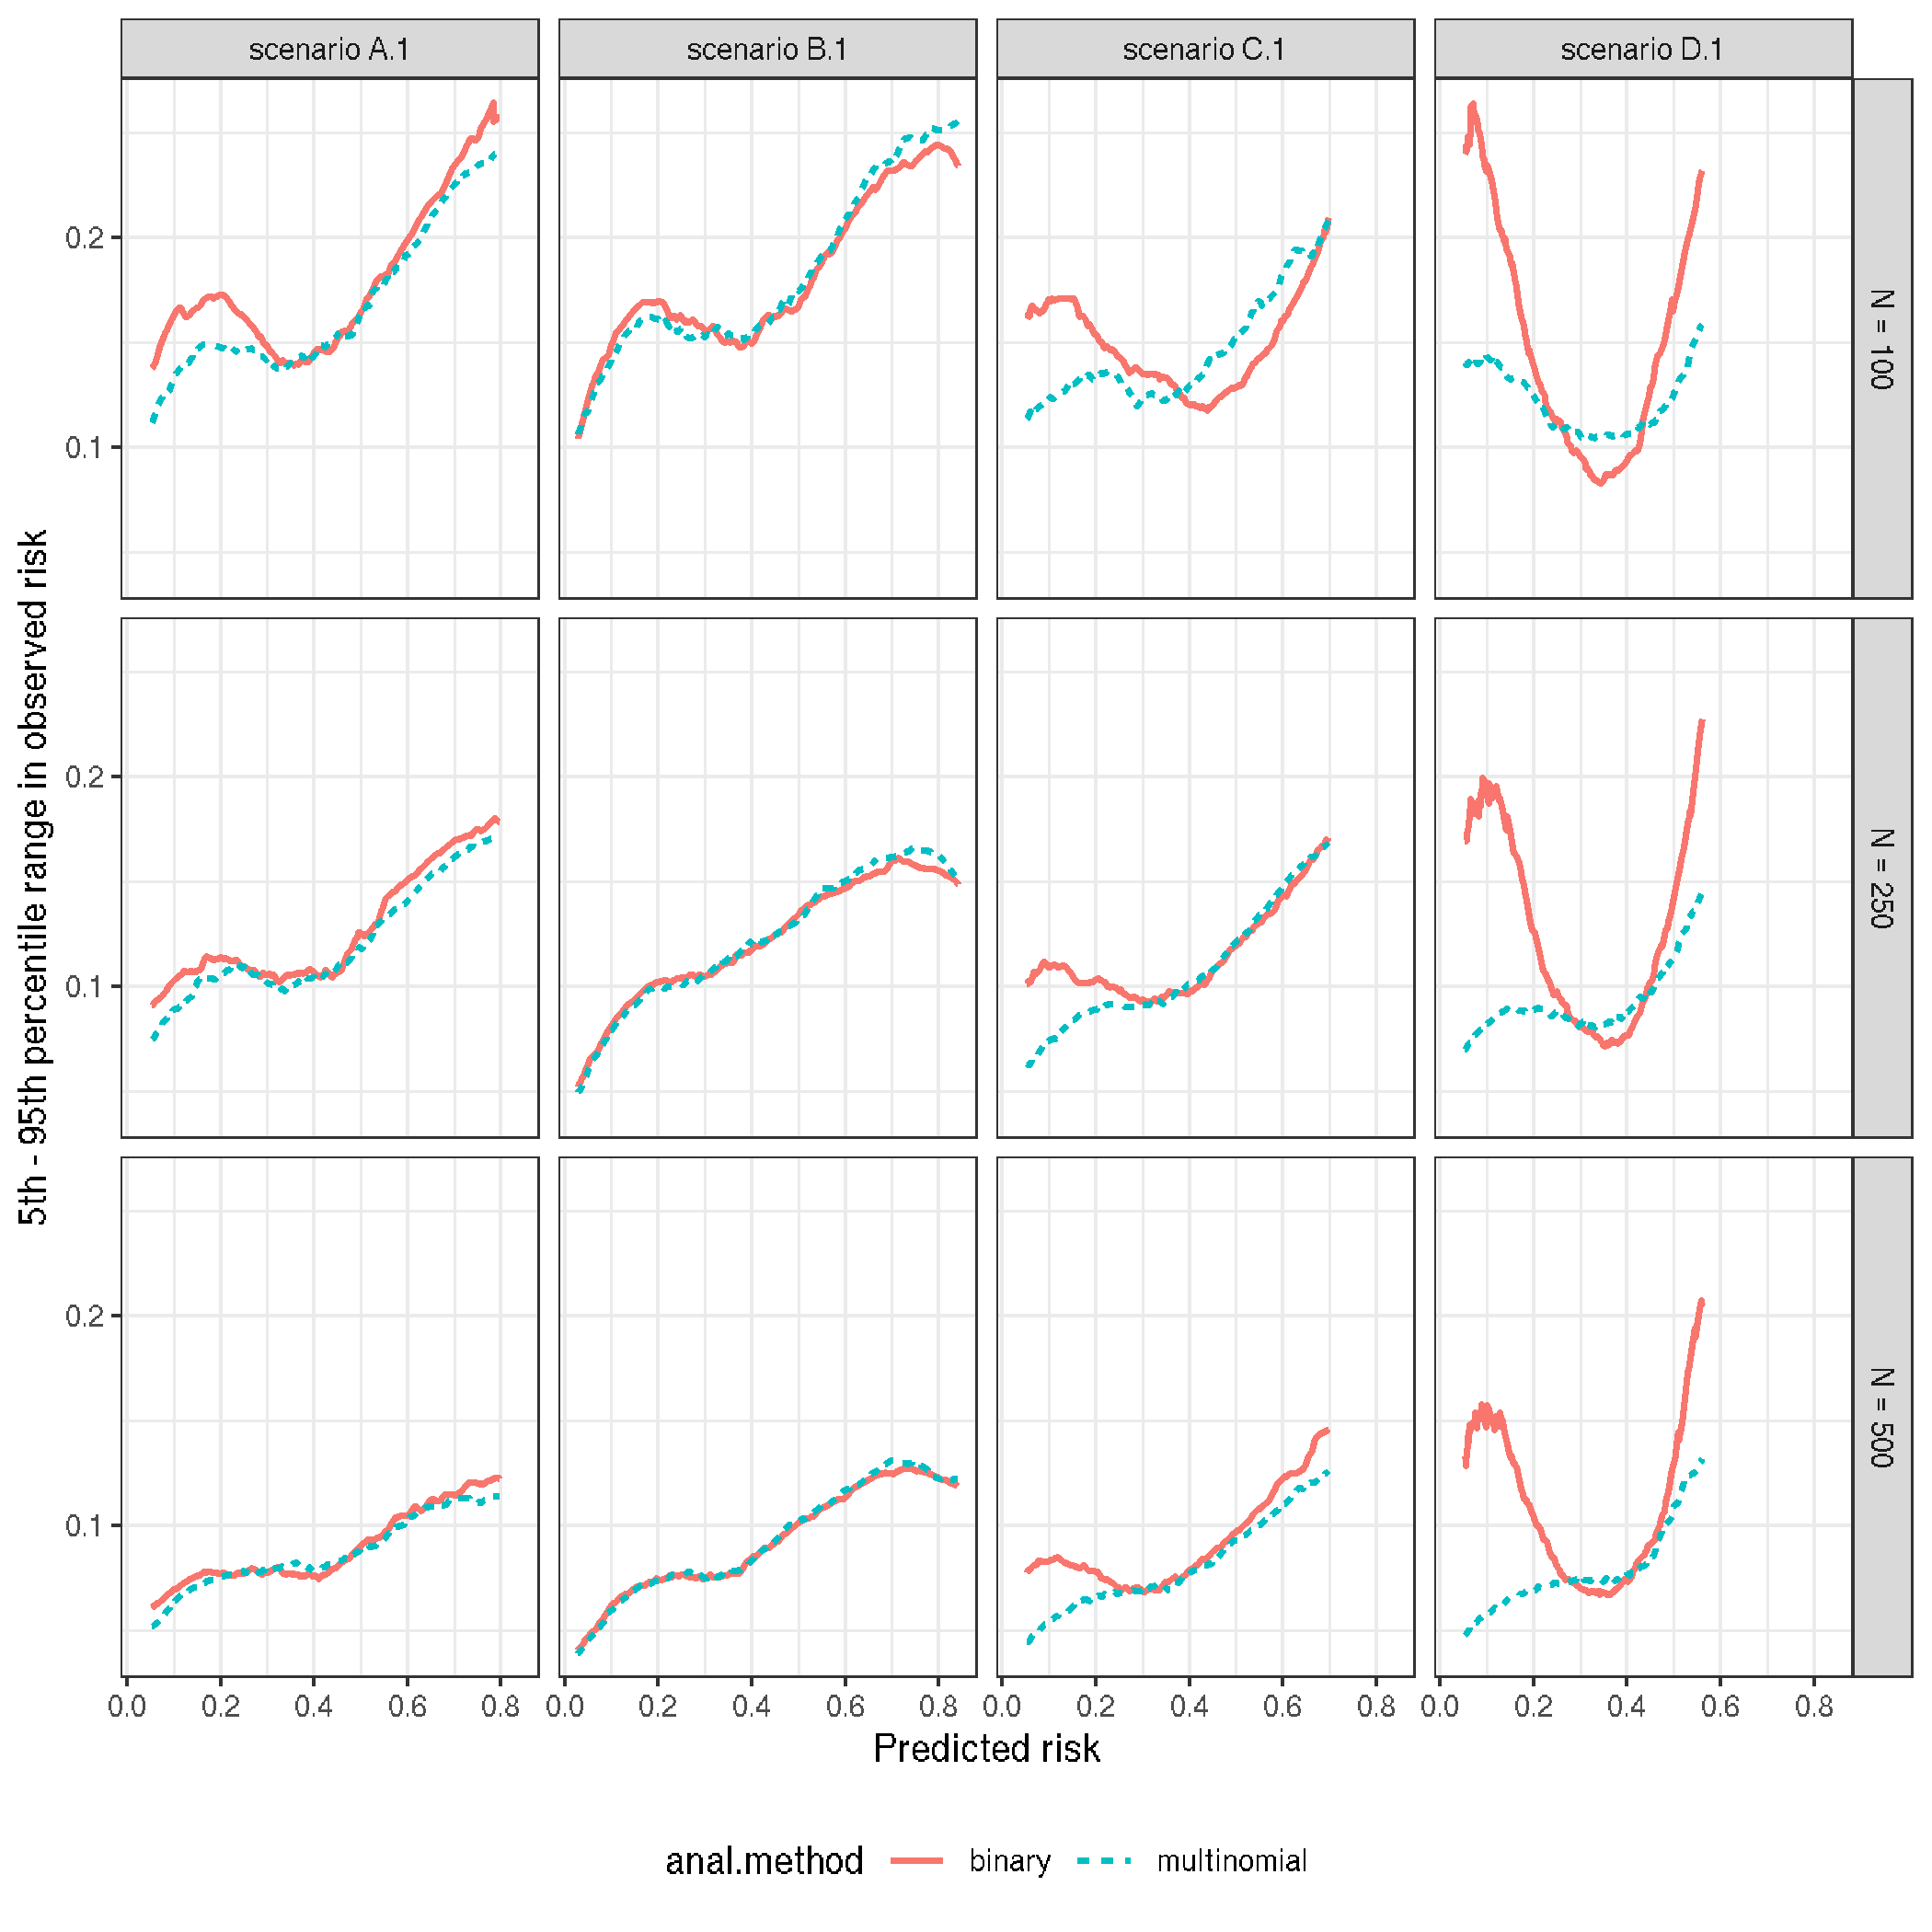 scenario A.1
scenario B.1
scenario C.1
scenario D.1
5th - 95th percentile range in observed risk
0.2
0.1
N = 100
0.2
0.1
N = 250
0.2
0.1
N = 500
0.0 0.2 0.4 0.6 0.8
0.0 0.2 0.4 0.6 0.8
0.0 0.2 0.4 0.6 0.8
0.0 0.2 0.4 0.6 0.8
Predicted risk
anal.method binary multinomial